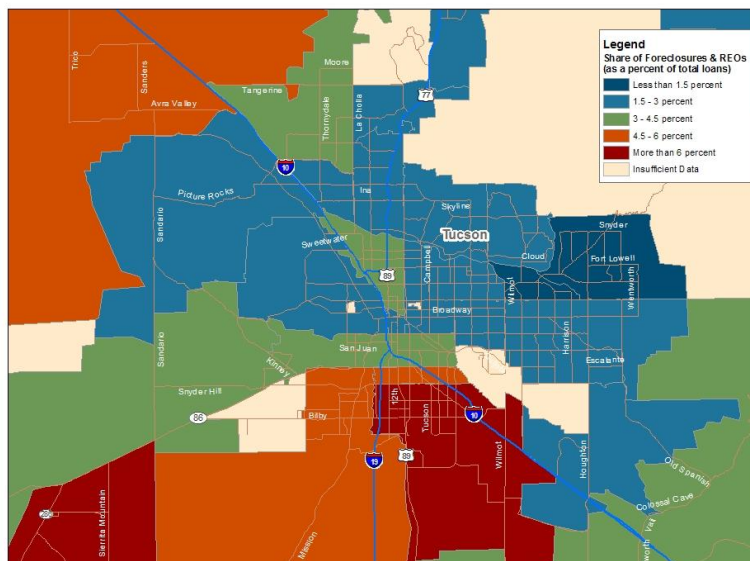 Legend
Share of Foreclosures & REOs
(as a percent of total loans)
Less than 1.5 percent
1.5 - 3 percent
3 - 4.5 percent
4.5 - 6 percent
More than 6 percent
Insufficient Data
Trico
Sanders
Moore
Tangerine
Avra Valley
Thornydale
La Cholla
77
10
Picture Rocks
Ina
Skyline
Sandario
Sweetwater
Tucson
Snyder
Cloud
Fort Lowell
89
Campbell
Wilmot
Wentworth
Broadway
Harrison
San Juan
Escalante
Sandario
Kinney
Snyder Hill
86
Bilby
12th
Tucson
10
Wilmot
Houghton
19
89
Old Spanish
Colossal Cave
Sierrita Mountain
Mission
worth
Vail